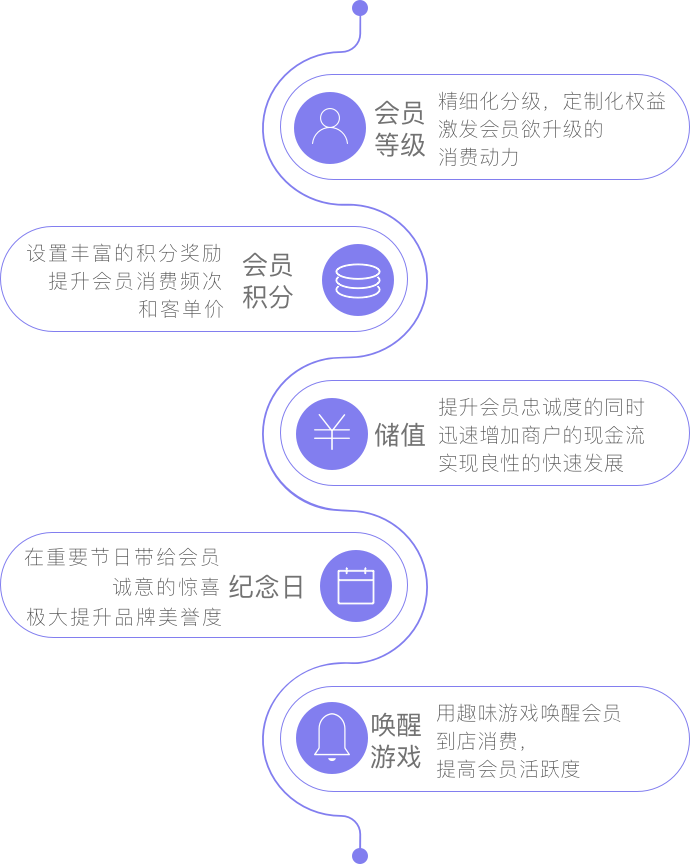 会员
等级
精细化分级，定制化权益
激发会员欲升级的
消费动力
设置丰富的积分奖励
提升会员消费频次
和客单价
会员
积分
储值
提升会员忠诚度的同时
迅速增加商户的现金流
实现良性的快速发展
在重要节日带给会员
诚意的惊喜
极大提升品牌美誉度
纪念日
唤醒
游戏
用趣味游戏唤醒会员
到店消费，
提高会员活跃度